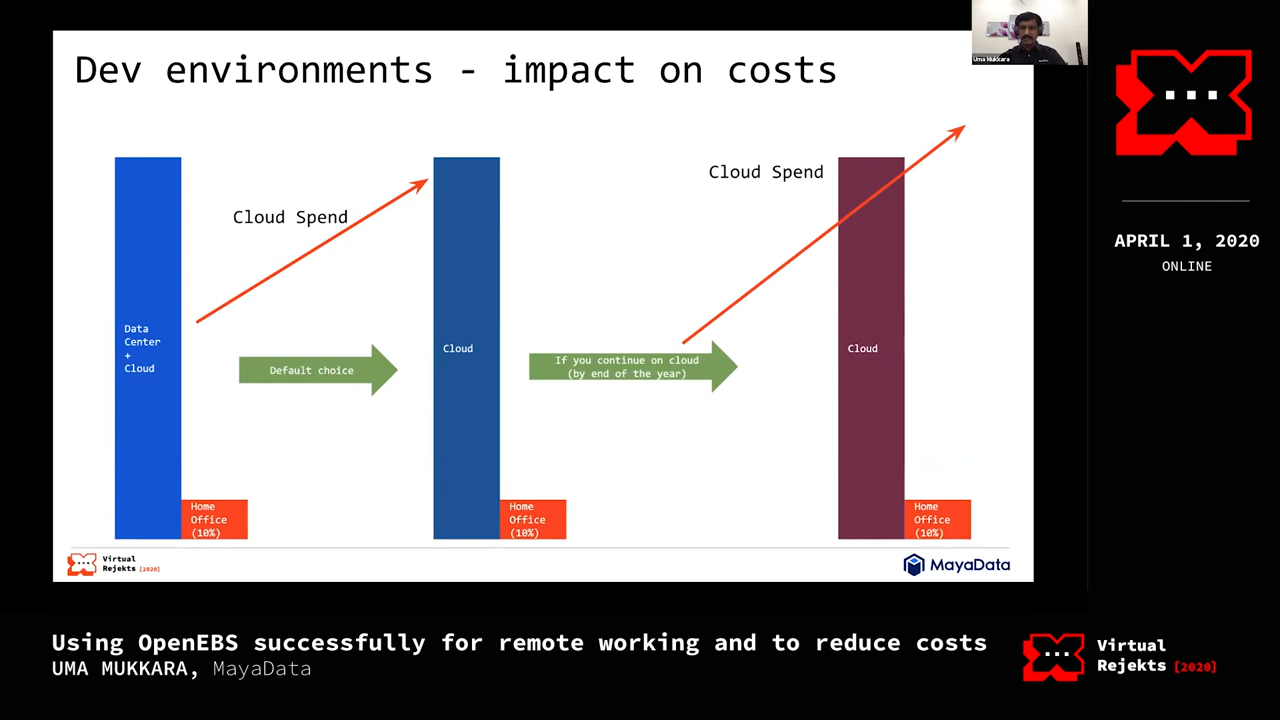 Dev environments - impact on costs
Uma Mukkara
Cloud Spend
Cloud Spend
Data
Center
+
Cloud
Default choice
Cloud
If you continue on cloud
(by end of the year)
Cloud
Home
Office
(10%)
Home
Office
(10%)
Home
Office
(10%)
Virtual
Rejekts [2020]
MayaData
APRIL 1, 2020
ONLINE
Using OpenEBS successfully for remote working and to reduce costs
UMA MUKKARA, MayaData
Virtual
Rejekts [2020]